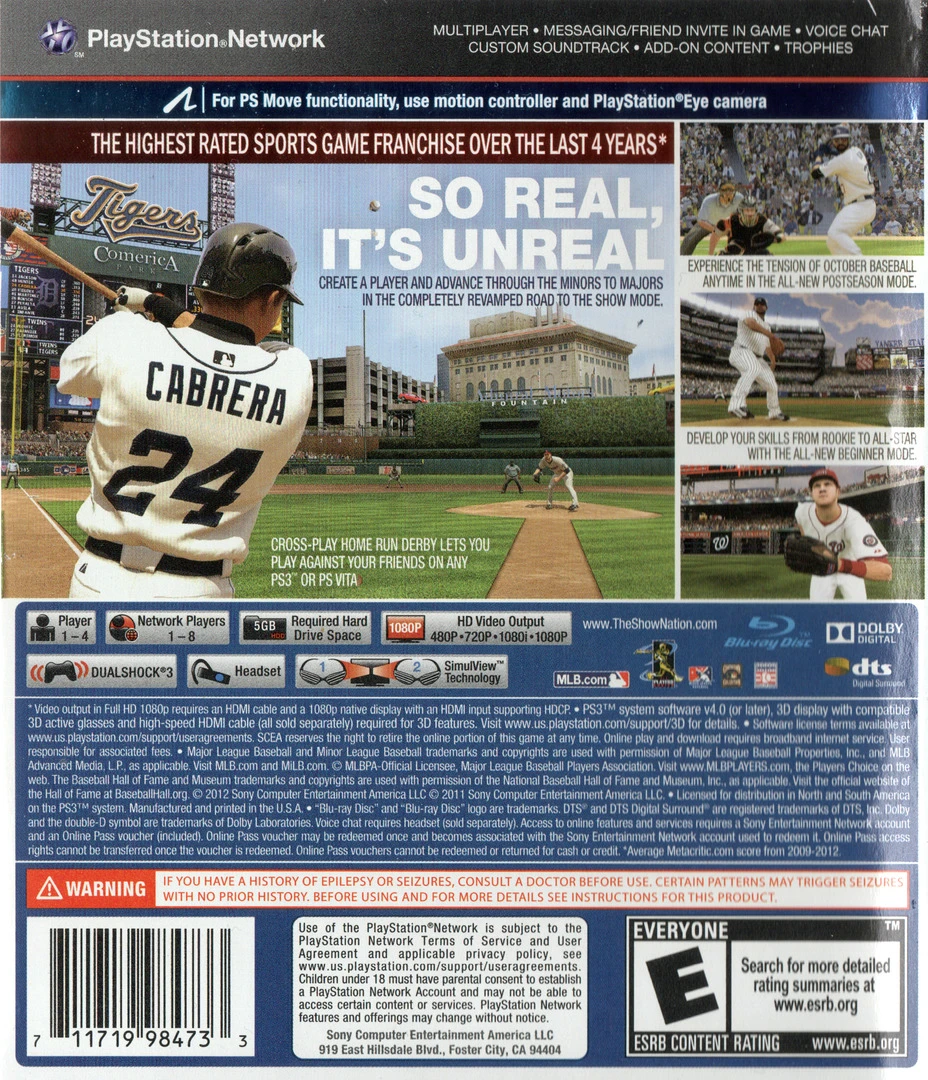 PlayStation®Network
SM
MULTIPLAYER • MESSAGING/FRIEND INVITE IN GAME • VOICE CHAT
CUSTOM SOUNDTRACK • ADD-ON CONTENT • TROPHIES
For PS Move functionality, use motion controller and PlayStation®Eye camera
THE HIGHEST RATED SPORTS GAME FRANCHISE OVER THE LAST 4 YEARS*
Tigers
COMERICA
PARK
SO REAL,
IT'S UNREAL
CREATE A PLAYER AND ADVANCE THROUGH THE MINORS TO MAJORS
IN THE COMPLETELY REVAMPED ROAD TO THE SHOW MODE.
TIGERS
TWINS
TWINS
TIGERS
CABRERA
24
FOUNTAIN
CROSS-PLAY HOME RUN DERBY LETS YOU
PLAY AGAINST YOUR FRIENDS ON ANY
PS3™ OR PS VITA
EXPERIENCE THE TENSION OF OCTOBER BASEBALL
ANYTIME IN THE ALL-NEW POSTSEASON MODE.
DEVELOP YOUR SKILLS FROM ROOKIE TO ALL-STAR
WITH THE ALL-NEW BEGINNER MODE.
W
Player
1 – 4
Network Players
1 – 8
5GB
HDD
Required Hard
Drive Space
1080P
HD Video Output
480P•720P•1080i•1080P
www.TheShowNation.com
Blu-ray Disc
DOLBY
DIGITAL
DUALSHOCK®3
Headset
1
2
SimulView™
Technology
MLB.com
dts
Digital Surround
* Video output in Full HD 1080p requires an HDMI cable and a 1080p native display with an HDMI input supporting HDCP. • PS3™ system software v4.0 (or later), 3D display with compatible
3D active glasses and high-speed HDMI cable (all sold separately) required for 3D features. Visit www.us.playstation.com/support/3D for details. • Software license terms available at
www.us.playstation.com/support/useragreements. SCEA reserves the right to retire the online portion of this game at any time. Online play and download requires broadband internet service. User
responsible for associated fees. • Major League Baseball and Minor League Baseball trademarks and copyrights are used with permission of Major League Baseball Properties, Inc., and MLB
Advanced Media, L.P., as applicable. Visit MLB.com and MiLB.com. © MLBPA-Official Licensee, Major League Baseball Players Association. Visit www.MLBPLAYERS.com, the Players Choice on the
web. The Baseball Hall of Fame and Museum trademarks and copyrights are used with permission of the National Baseball Hall of Fame and Museum, Inc., as applicable. Visit the official website of
the Hall of Fame at BaseballHall.org. © 2012 Sony Computer Entertainment America LLC © 2011 Sony Computer Entertainment America LLC. • Licensed for distribution in North and South America
on the PS3™ system. Manufactured and printed in the U.S.A. • "Blu-ray Disc" and "Blu-ray Disc" logo are trademarks. DTS® and DTS Digital Surround® are registered trademarks of DTS, Inc. Dolby
and the double-D symbol are trademarks of Dolby Laboratories. Voice chat requires headset (sold separately). Access to online features and services requires a Sony Entertainment Network account
and an Online Pass voucher (included). Online Pass voucher may be redeemed once and becomes associated with the Sony Entertainment Network account used to redeem it. Online Pass access
rights cannot be transferred once the voucher is redeemed. Online Pass vouchers cannot be redeemed or returned for cash or credit. *Average Metacritic.com score from 2009-2012.
WARNING
IF YOU HAVE A HISTORY OF EPILEPSY OR SEIZURES, CONSULT A DOCTOR BEFORE USE. CERTAIN PATTERNS MAY TRIGGER SEIZURES
WITH NO PRIOR HISTORY. BEFORE USING AND FOR MORE DETAILS SEE INSTRUCTIONS FOR THIS PRODUCT.
7 11719 98473 3
Use of the PlayStation®Network is subject to the
PlayStation Network Terms of Service and User
Agreement and applicable privacy policy, see
www.us.playstation.com/support/useragreements.
Children under 18 must have parental consent to establish
a PlayStation Network Account and may not be able to
access certain content or services. PlayStation Network
features and offerings may change without notice.
Sony Computer Entertainment America LLC
919 East Hillsdale Blvd., Foster City, CA 94404
EVERYONE
TM
E
Search for more detailed
rating summaries at
www.esrb.org
ESRB CONTENT RATING www.esrb.org